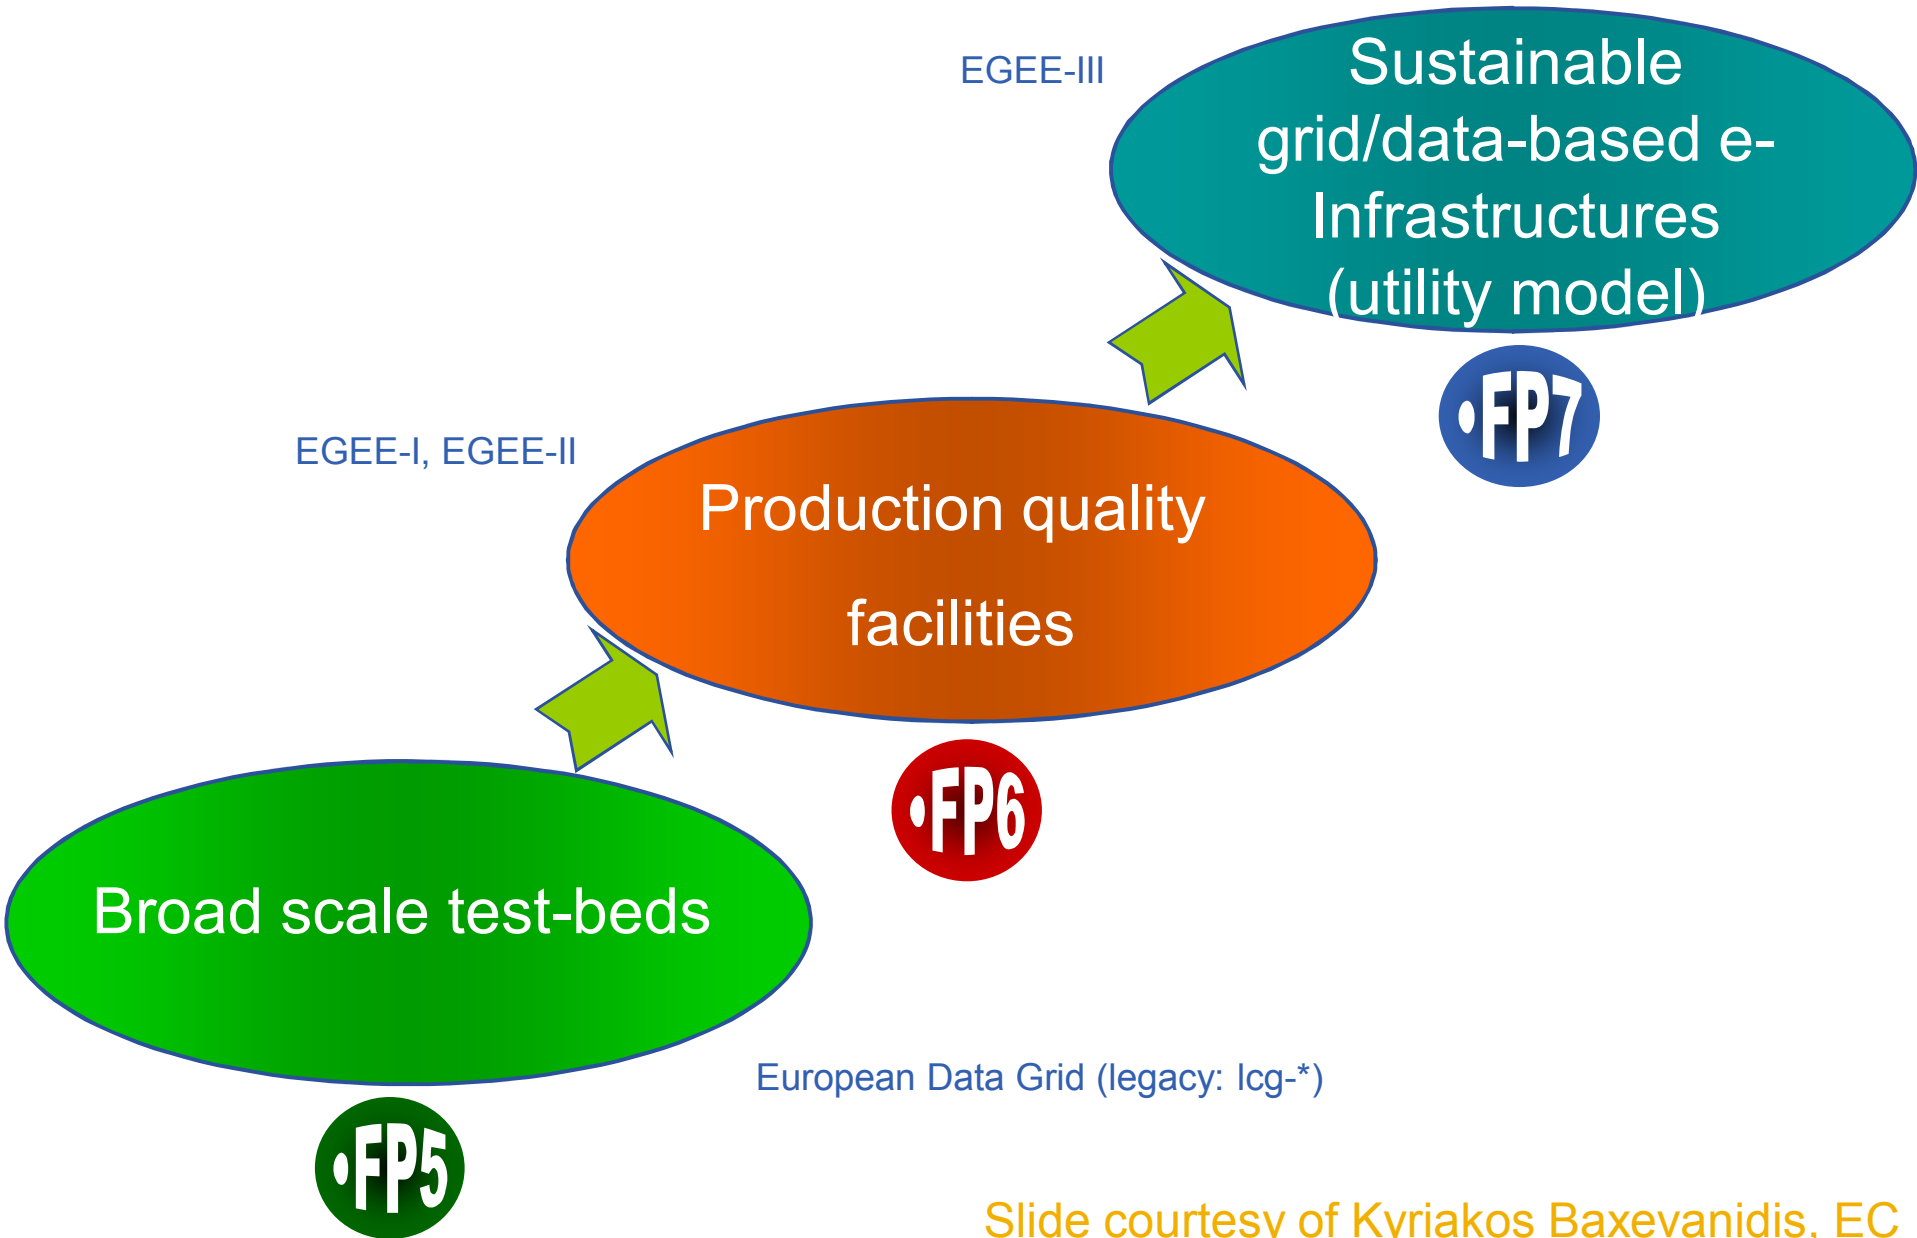 EGEE-III
Sustainable
grid/data-based e-
Infrastructures
(utility model)
•FP7
EGEE-I, EGEE-II
Production quality
facilities
•FP6
Broad scale test-beds
European Data Grid (legacy: lcg-*)
•FP5
Slide courtesy of Kyriakos Baxevanidis, EC